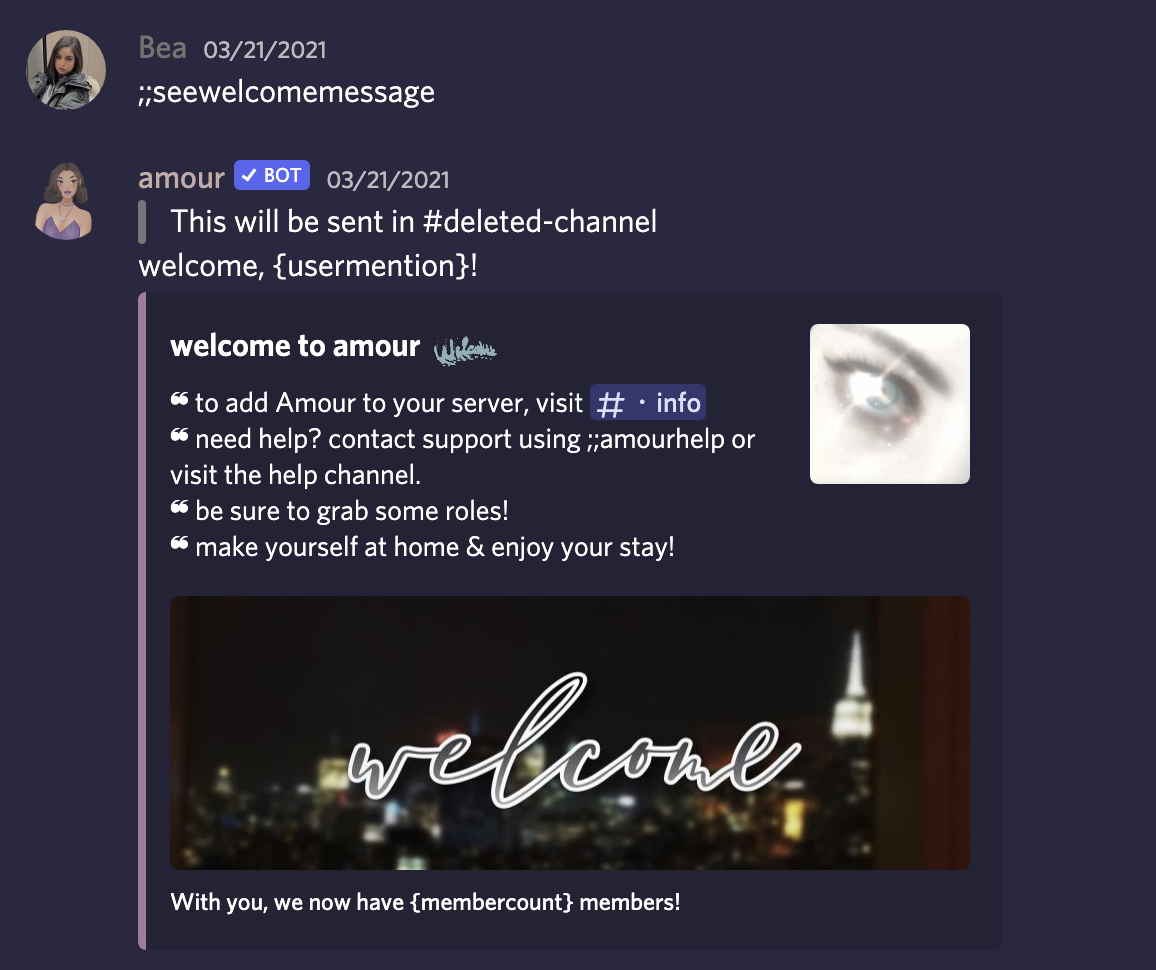 Bea 03/21/2021
;;seewelcomemessage
amour ✓ BOT 03/21/2021
This will be sent in #deleted-channel
welcome, {usermention}!
welcome to amour Welcome
❝ to add Amour to your server, visit # · info
❝ need help? contact support using ;;amourhelp or
visit the help channel.
❝ be sure to grab some roles!
❝ make yourself at home & enjoy your stay!
welcome
With you, we now have {membercount} members!